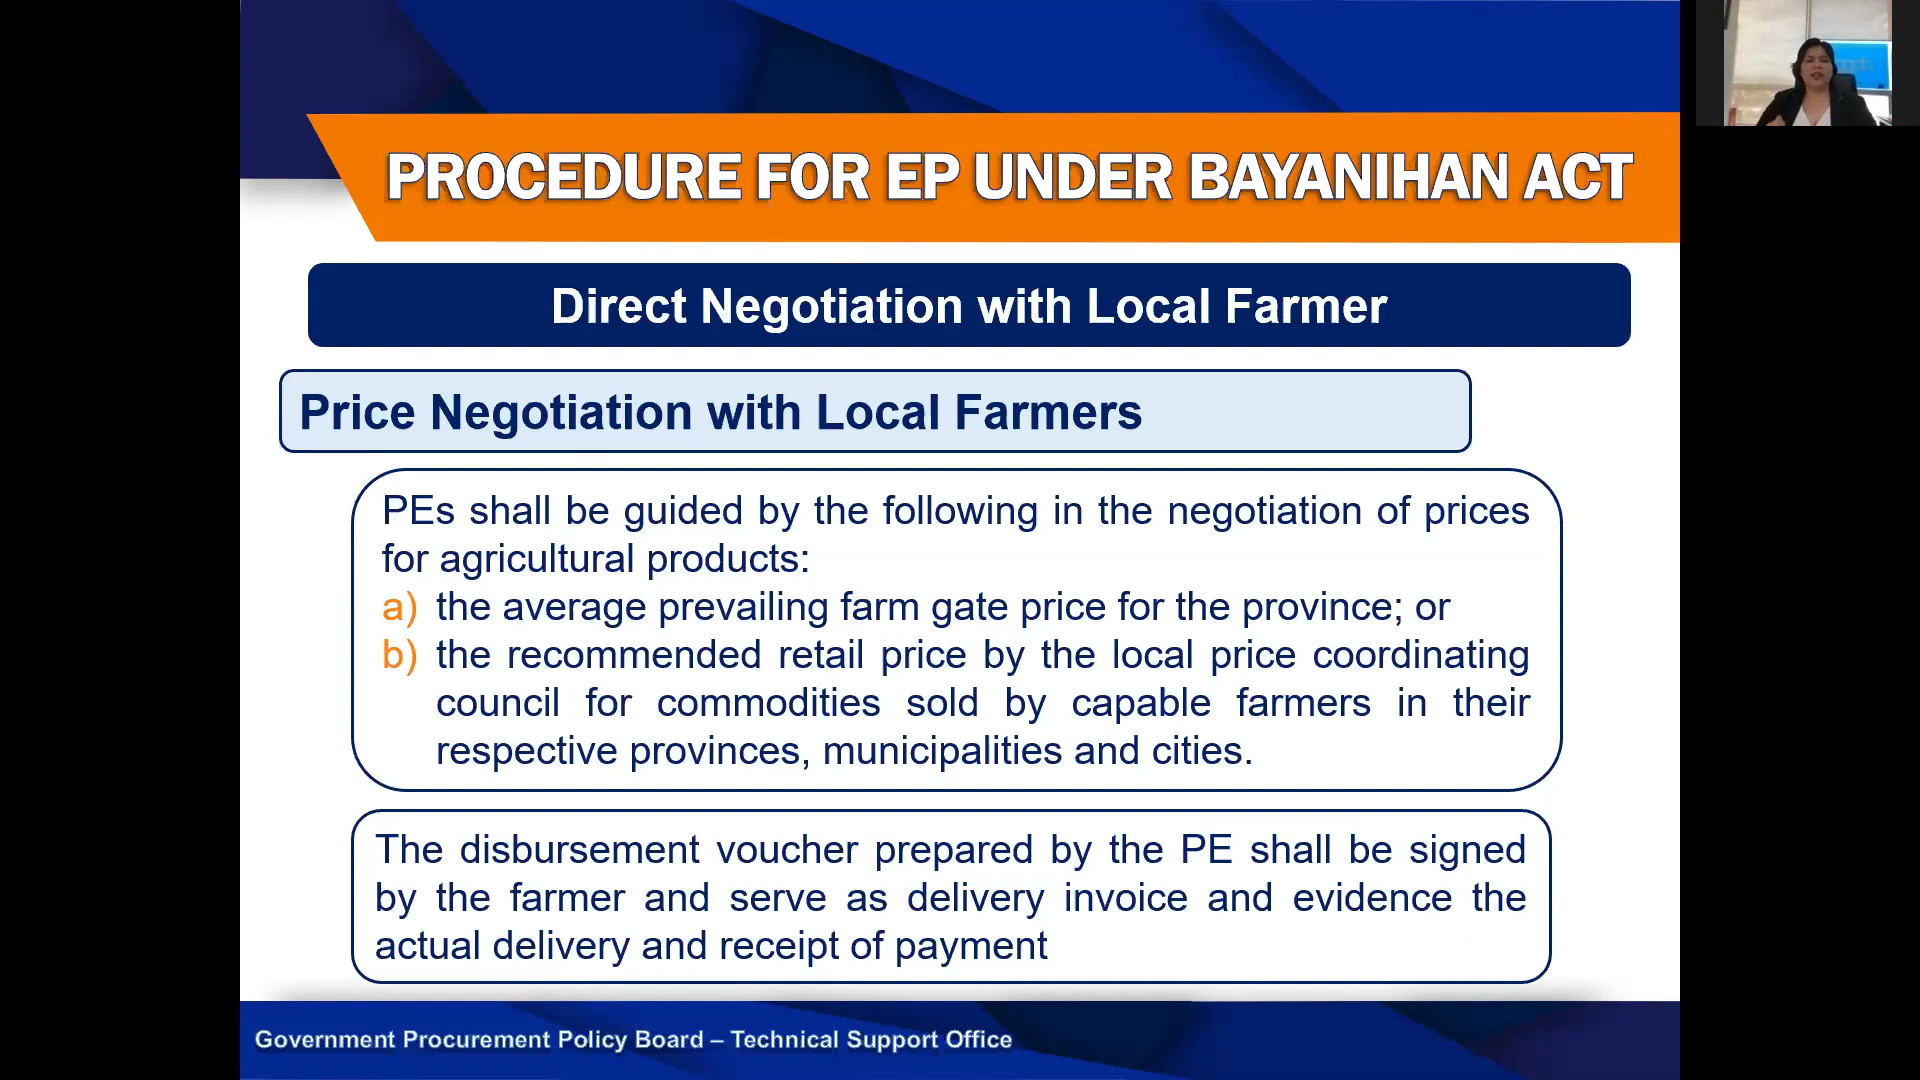 PROCEDURE FOR EP UNDER BAYANIHAN ACT
Direct Negotiation with Local Farmer
Price Negotiation with Local Farmers
PEs shall be guided by the following in the negotiation of prices
for agricultural products:
a) the average prevailing farm gate price for the province; or
b) the recommended retail price by the local price coordinating
council for commodities sold by capable farmers in their
respective provinces, municipalities and cities.
The disbursement voucher prepared by the PE shall be signed
by the farmer and serve as delivery invoice and evidence the
actual delivery and receipt of payment
Government Procurement Policy Board – Technical Support Office